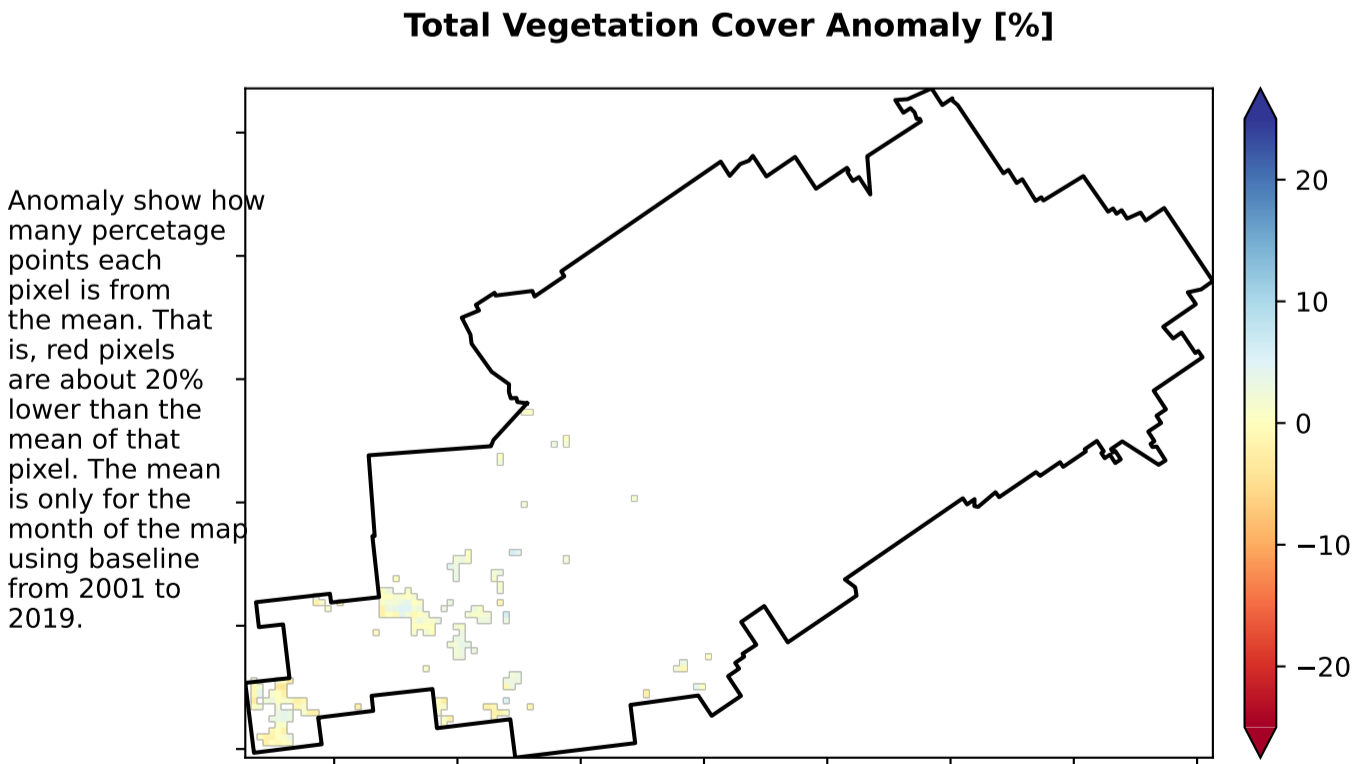 Total Vegetation Cover Anomaly [%]
Anomaly show how
many percetage
points each
pixel is from
the mean. That
is, red pixels
are about 20%
lower than the
mean of that
pixel. The mean
is only for the
month of the map
using baseline
from 2001 to
2019.
20
10
0
−10
−20